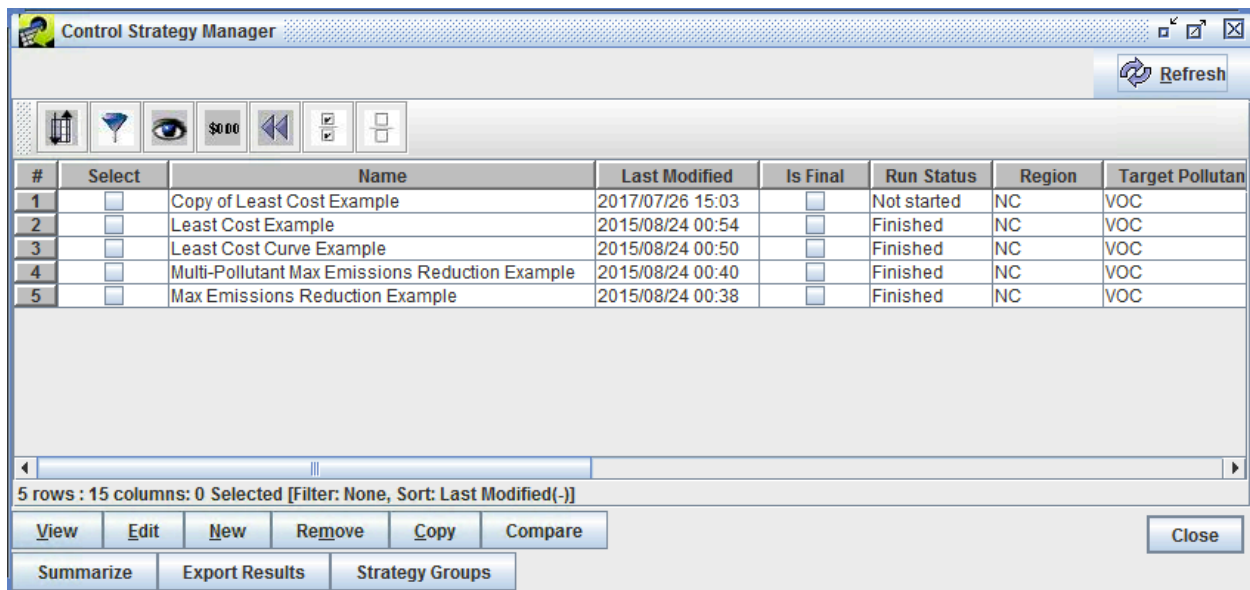 Control Strategy Manager
Refresh
$0.00
# Select Name Last Modified Is Final Run Status Region Target Pollutan
1 Copy of Least Cost Example 2017/07/26 15:03 Not started NC VOC
2 Least Cost Example 2015/08/24 00:54 Finished NC VOC
3 Least Cost Curve Example 2015/08/24 00:50 Finished NC VOC
4 Multi-Pollutant Max Emissions Reduction Example 2015/08/24 00:40 Finished NC VOC
5 Max Emissions Reduction Example 2015/08/24 00:38 Finished NC VOC
5 rows : 15 columns: 0 Selected [Filter: None, Sort: Last Modified(-)]
View Edit New Remove Copy Compare Close
Summarize Export Results Strategy Groups